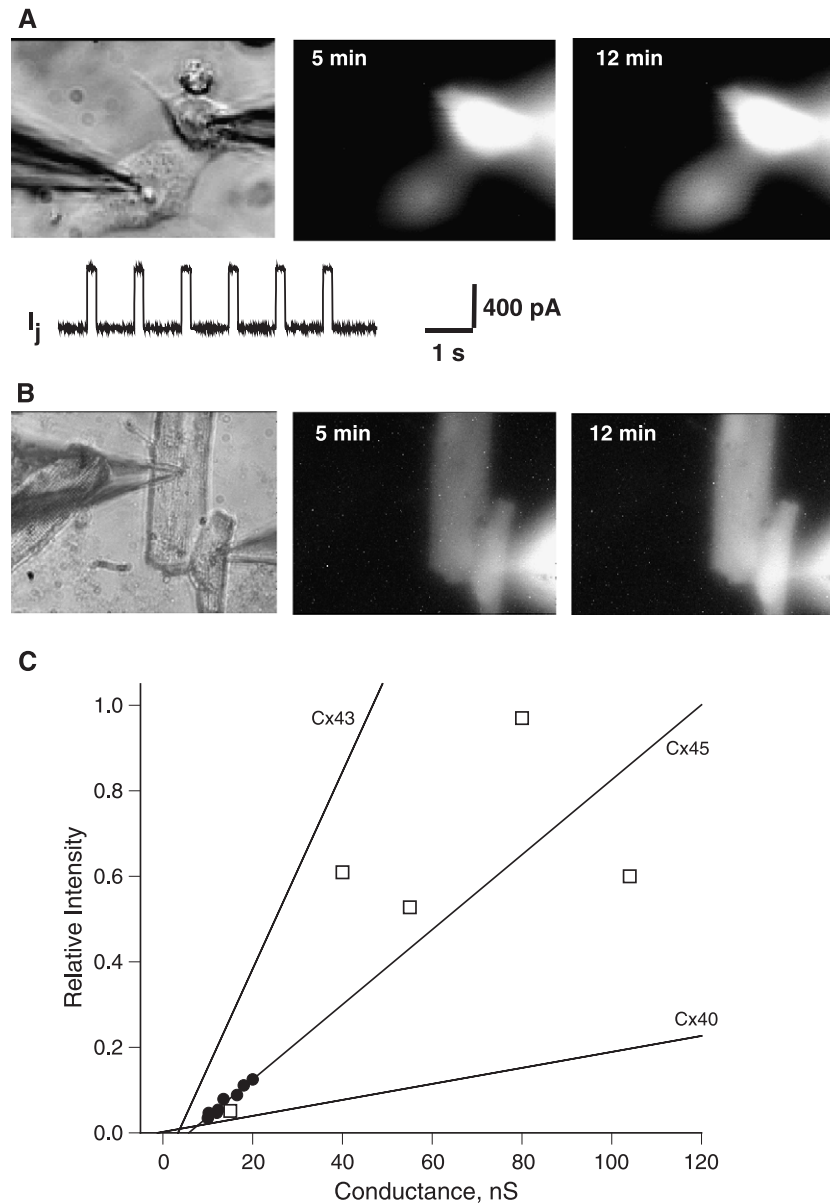 A
5 min
12 min
Ij
400 pA
1 s
B
5 min
12 min
C
Relative Intensity
1.0
0.8
0.6
0.4
0.2
0.0
Cx43
Cx45
Cx40
0 20 40 60 80 100 120
Conductance, nS